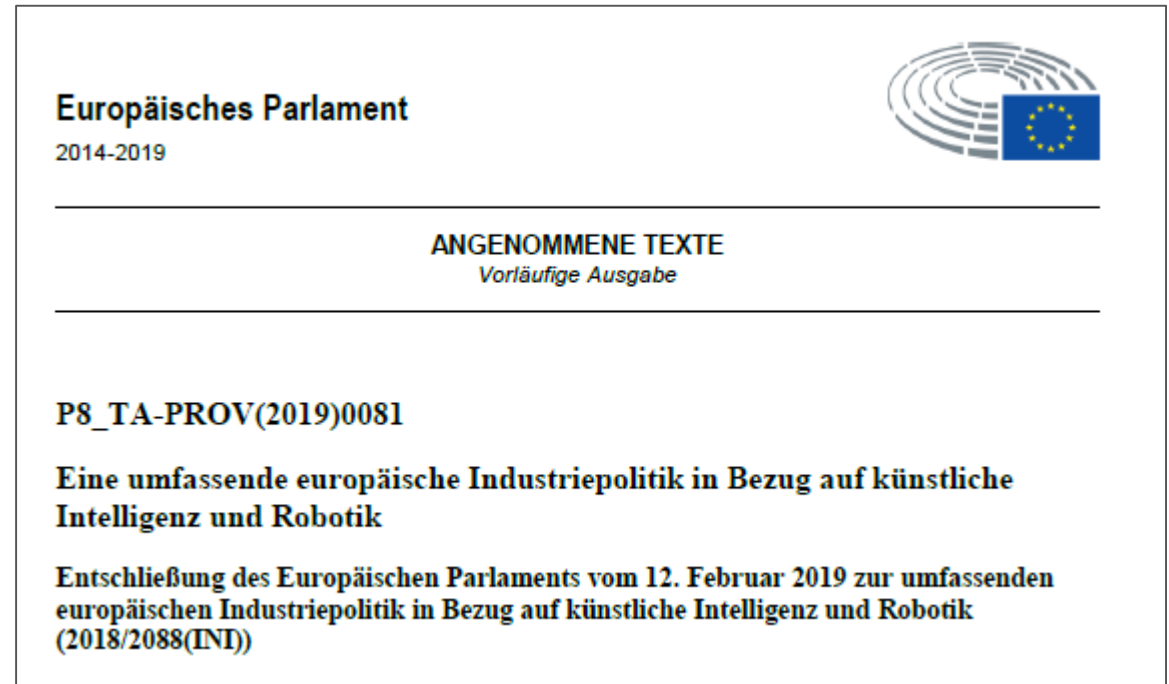 Europäisches Parlament
2014-2019
ANGENOMMENE TEXTE
Vorläufige Ausgabe
P8_TA-PROV(2019)0081
Eine umfassende europäische Industriepolitik in Bezug auf künstliche
Intelligenz und Robotik
Entschließung des Europäischen Parlaments vom 12. Februar 2019 zur umfassenden
europäischen Industriepolitik in Bezug auf künstliche Intelligenz und Robotik
(2018/2088(INI))